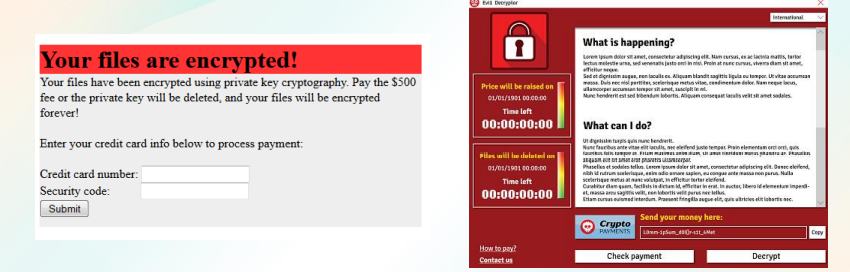 Your files are encrypted!
Your files have been encrypted using private key cryptography. Pay the $500
fee or the private key will be deleted, and your files will be encrypted
forever!
Enter your credit card info below to process payment:
Credit card number:
Security code:
Submit
Evil Decryptor
International
Price will be raised on
01/01/1901 00:00:00
Time left
00:00:00:00
Files will be deleted on
01/01/1901 00:00:00
Time left
00:00:00:00
How to pay?
Contact us
What is happening?
Lorem ipsum dolor sit amet, consectetur adipiscing elit. Nam cursus, ex ac lacinia mattis, tortor
lectus molestie urna, sed venenatis justo orci in nisi. Proin at nunc cursus, viverra diam sit amet,
efficitur neque.
Sed et dignissim augue, non iaculis ex. Aliquam blandit sagittis ligula eu tempor. Ut vitae accumsan
massa. Duis nec nisl porttitor, scelerisque metus vitae, condimentum dolor. Nam neque lacus,
ullamcorper accumsan tempor sit amet, suscipit in mi.
Nunc hendrerit est sed bibendum lobortis. Aliquam consequat iaculis velit sit amet sodales.
What can I do?
Ut dignissim turpis quis nunc hendrerit.
Nunc faucibus ante vitae elit iaculis, nec eleifend justo tempor. Proin elementum orci orci, quis
Phasellus et sodales tellus. Lorem ipsum dolor sit amet, consectetur adipiscing elit. Donec eleifend,
nibh id rutrum scelerisque, enim odio ornare sapien, eu congue ante massa non purus. Nulla
scelerisque metus at nunc volutpat, in efficitur tortor eleifend.
Curabitur diam quam, facilisis in dictum id, efficitur in erat. In auctor, libero id elementum imperdi-
et, massa arcu sagittis velit, non lobortis velit purus nec tellus.
Etiam cursus euismod interdum. Praesent fringilla augue elit, quis ultricies elit lobortis nec.
Crypto
PAYMENTS
Send your money here:
Copy
Check payment
Decrypt